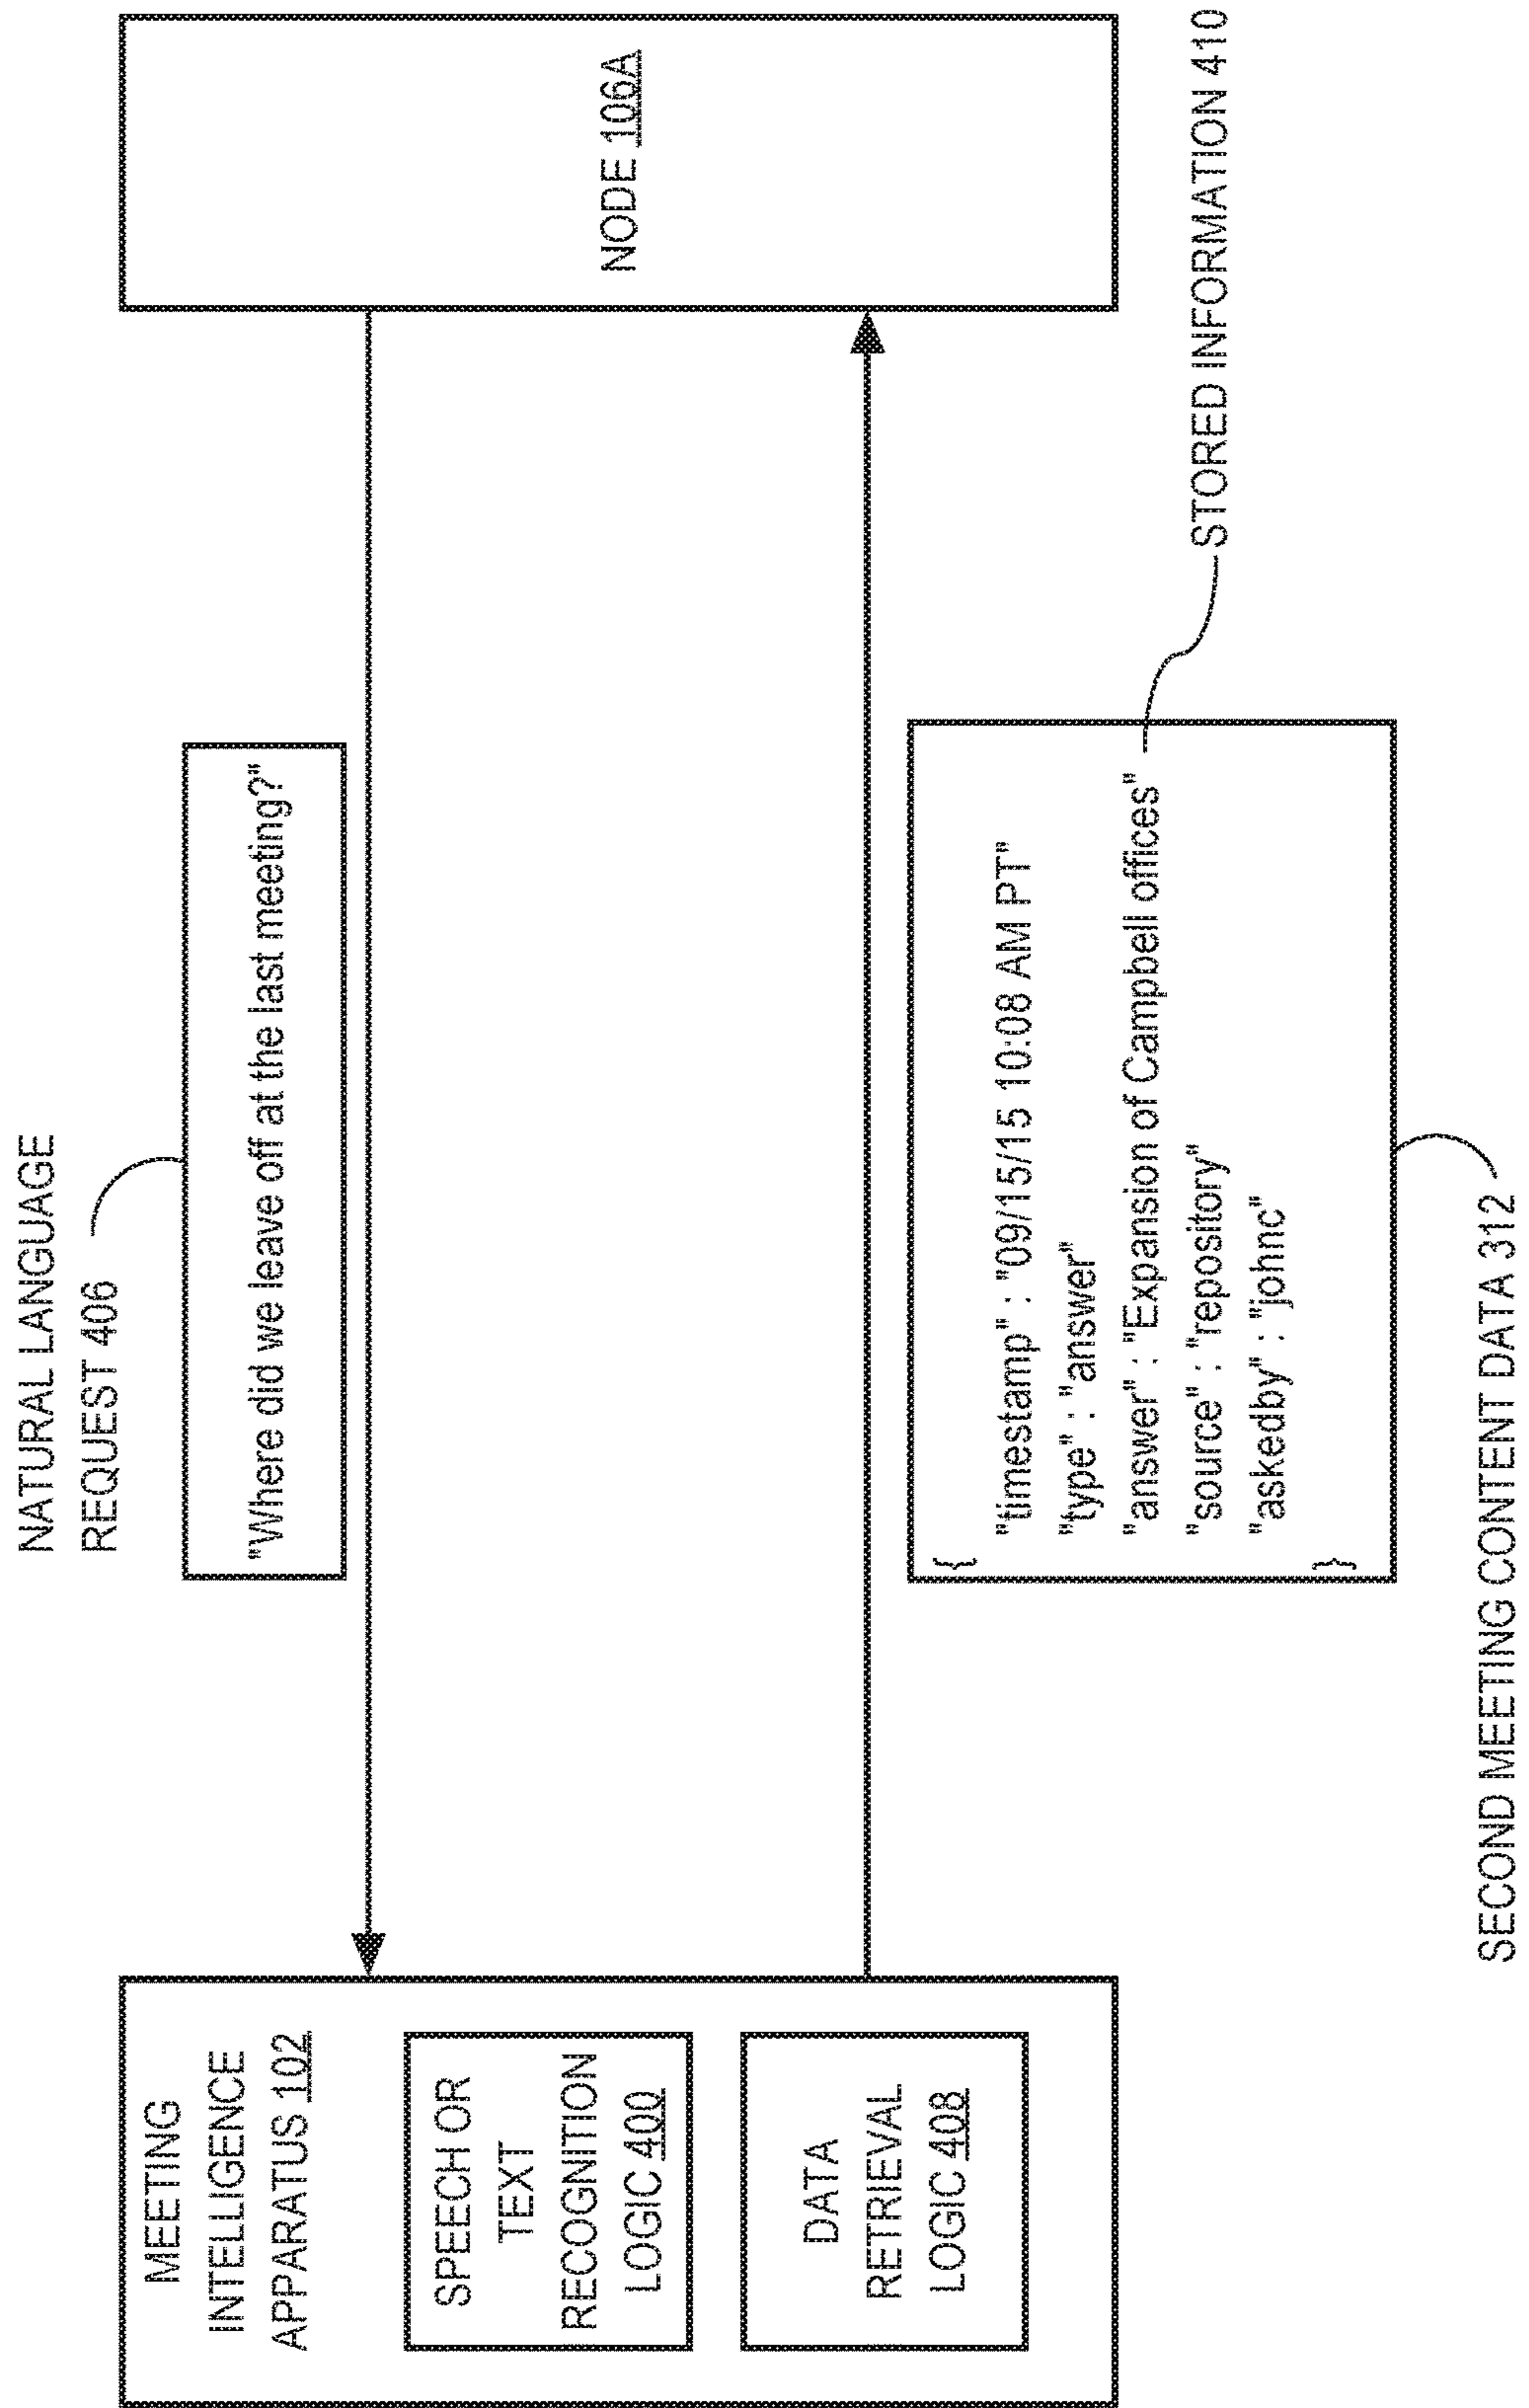 NATURAL LANGUAGE
REQUEST 406
"Where did we leave off at the last meeting?"
MEETING
INTELLIGENCE
APPARATUS 102
SPEECH OR
TEXT
RECOGNITION
LOGIC 400
DATA
RETRIEVAL
LOGIC 408
NODE 106A
{
"timestamp" : "09/15/15 10:08 AM PT"
"type" : "answer"
"answer" : "Expansion of Campbell offices"
"source" : "repository"
"askedby" : "johnc"
}
STORED INFORMATION 410
SECOND MEETING CONTENT DATA 312